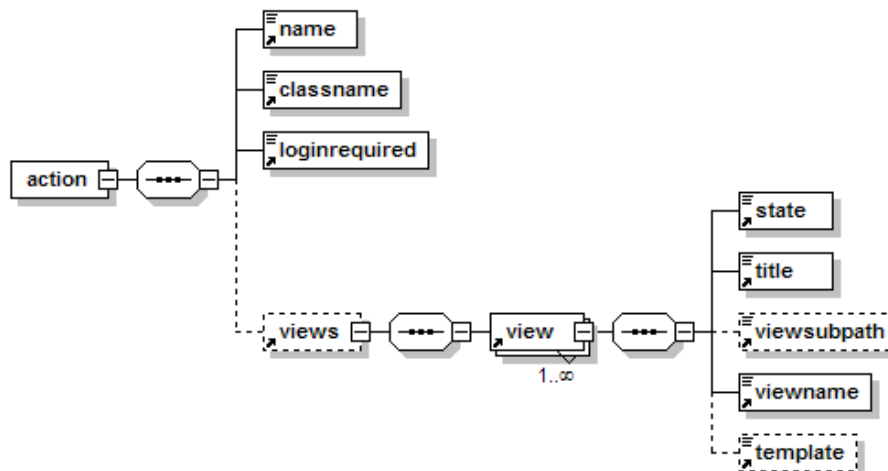 name
classname
loginrequired
action
state
title
views
view
viewsubpath
1..∞
viewname
template